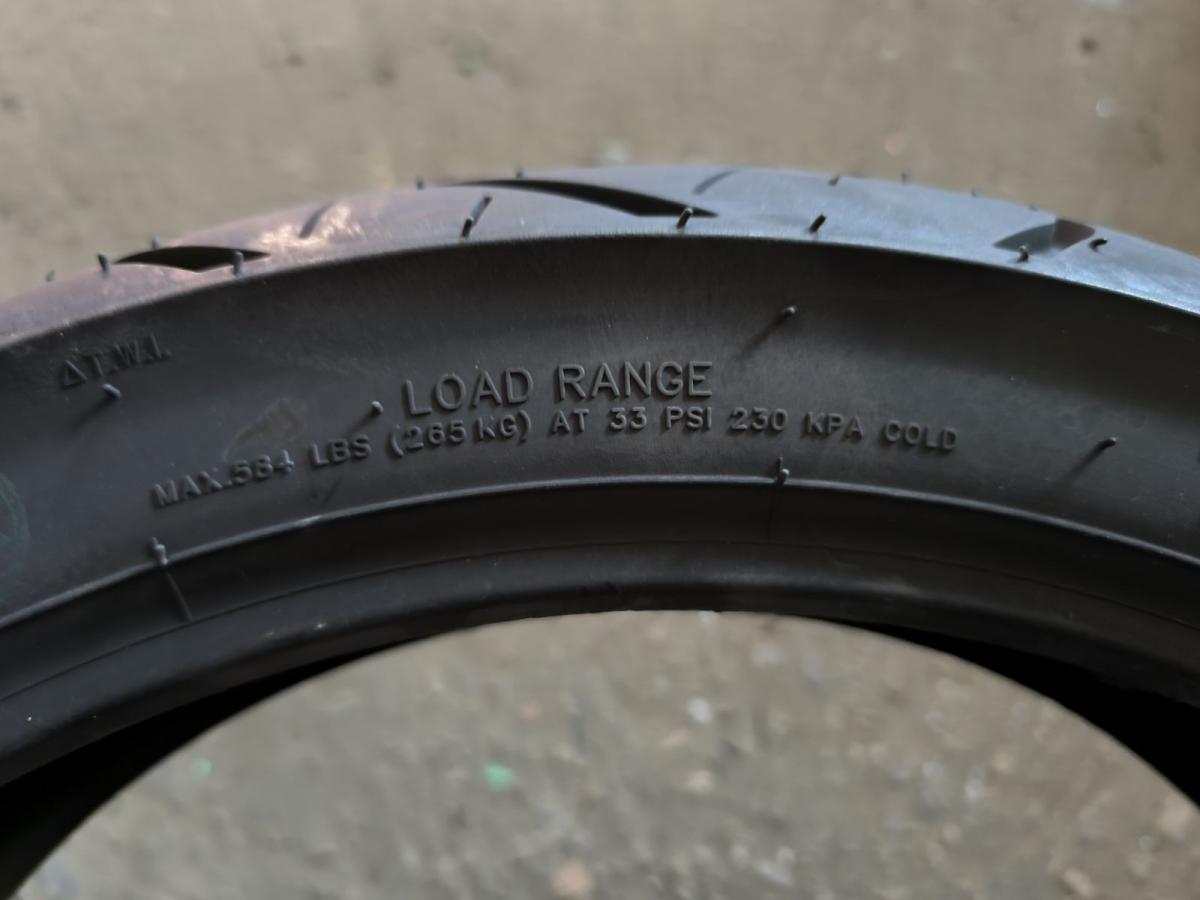 △T.W.I.
LOAD RANGE
MAX.584 LBS (265 KG) AT 33 PSI 230 KPA COLD